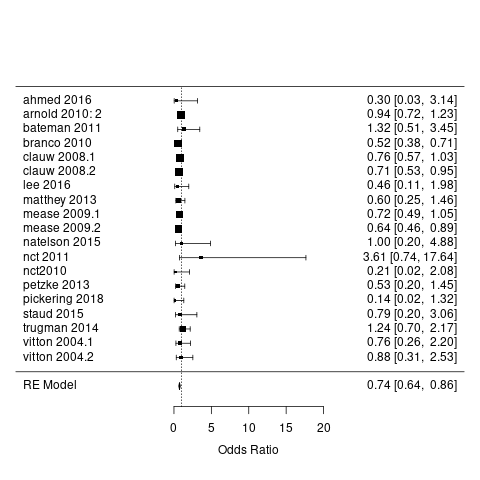 ahmed 2016 0.30 [0.03, 3.14]
arnold 2010: 2 0.94 [0.72, 1.23]
bateman 2011 1.32 [0.51, 3.45]
branco 2010 0.52 [0.38, 0.71]
clauw 2008.1 0.76 [0.57, 1.03]
clauw 2008.2 0.71 [0.53, 0.95]
lee 2016 0.46 [0.11, 1.98]
matthey 2013 0.60 [0.25, 1.46]
mease 2009.1 0.72 [0.49, 1.05]
mease 2009.2 0.64 [0.46, 0.89]
natelson 2015 1.00 [0.20, 4.88]
nct 2011 3.61 [0.74, 17.64]
nct2010 0.21 [0.02, 2.08]
petzke 2013 0.53 [0.20, 1.45]
pickering 2018 0.14 [0.02, 1.32]
staud 2015 0.79 [0.20, 3.06]
trugman 2014 1.24 [0.70, 2.17]
vitton 2004.1 0.76 [0.26, 2.20]
vitton 2004.2 0.88 [0.31, 2.53]
RE Model 0.74 [0.64, 0.86]
0 5 10 15 20
Odds Ratio